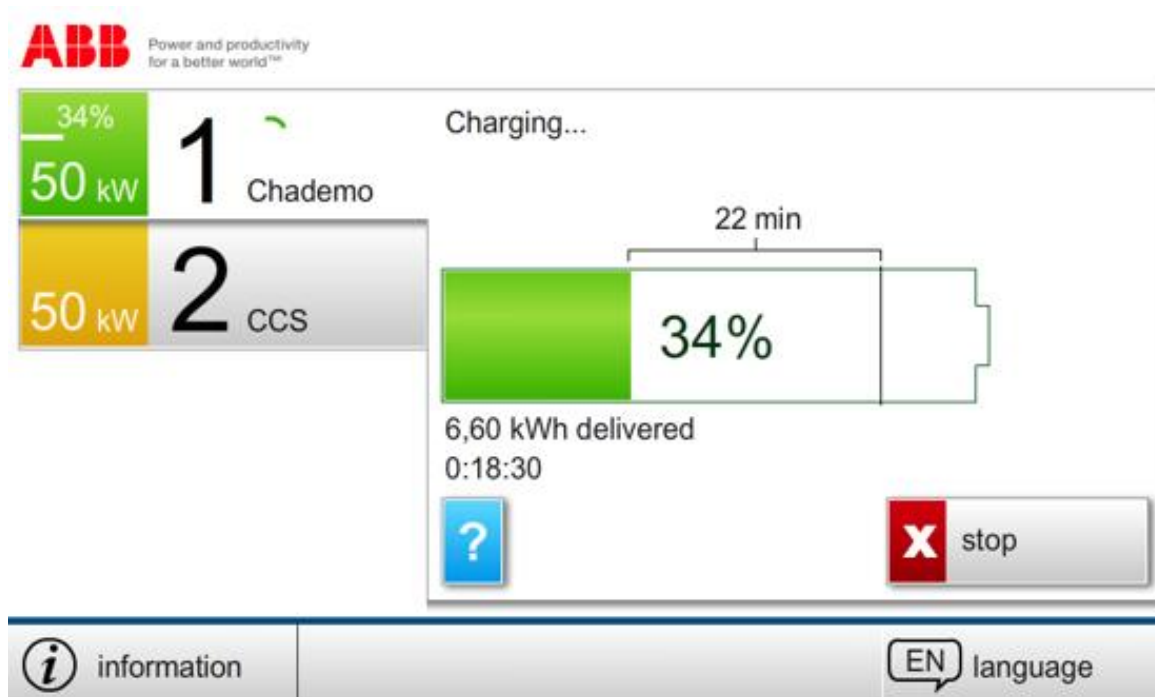 ABB
Power and productivity
for a better world™
34%
50 kW
1
Chademo
50 kW
2
CCS
Charging...
22 min
34%
6,60 kWh delivered
0:18:30
?
X stop
i information
EN language